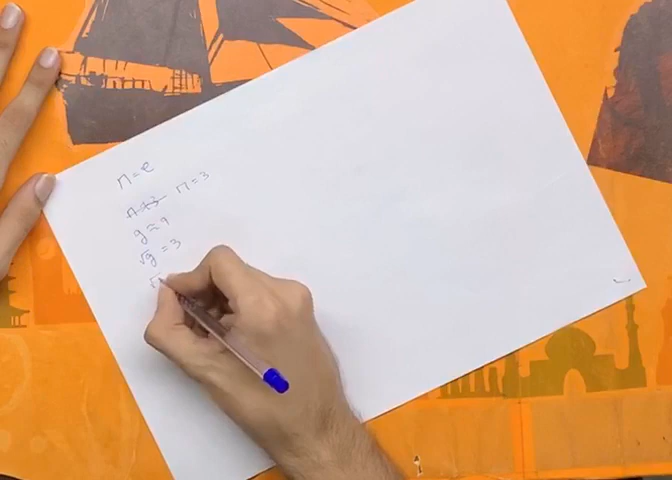 π = e
π = 3
g ≈ 9
√g = 3
√